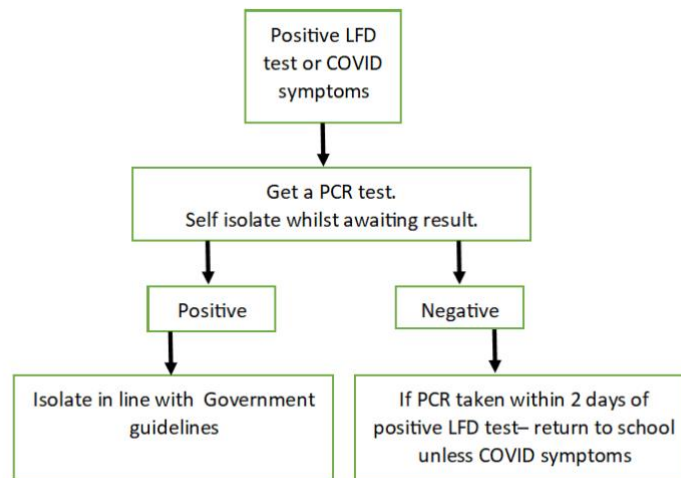 Positive LFD
test or COVID
symptoms
Get a PCR test.
Self isolate whilst awaiting result.
Positive
Negative
Isolate in line with Government
guidelines
If PCR taken within 2 days of
positive LFD test– return to school
unless COVID symptoms